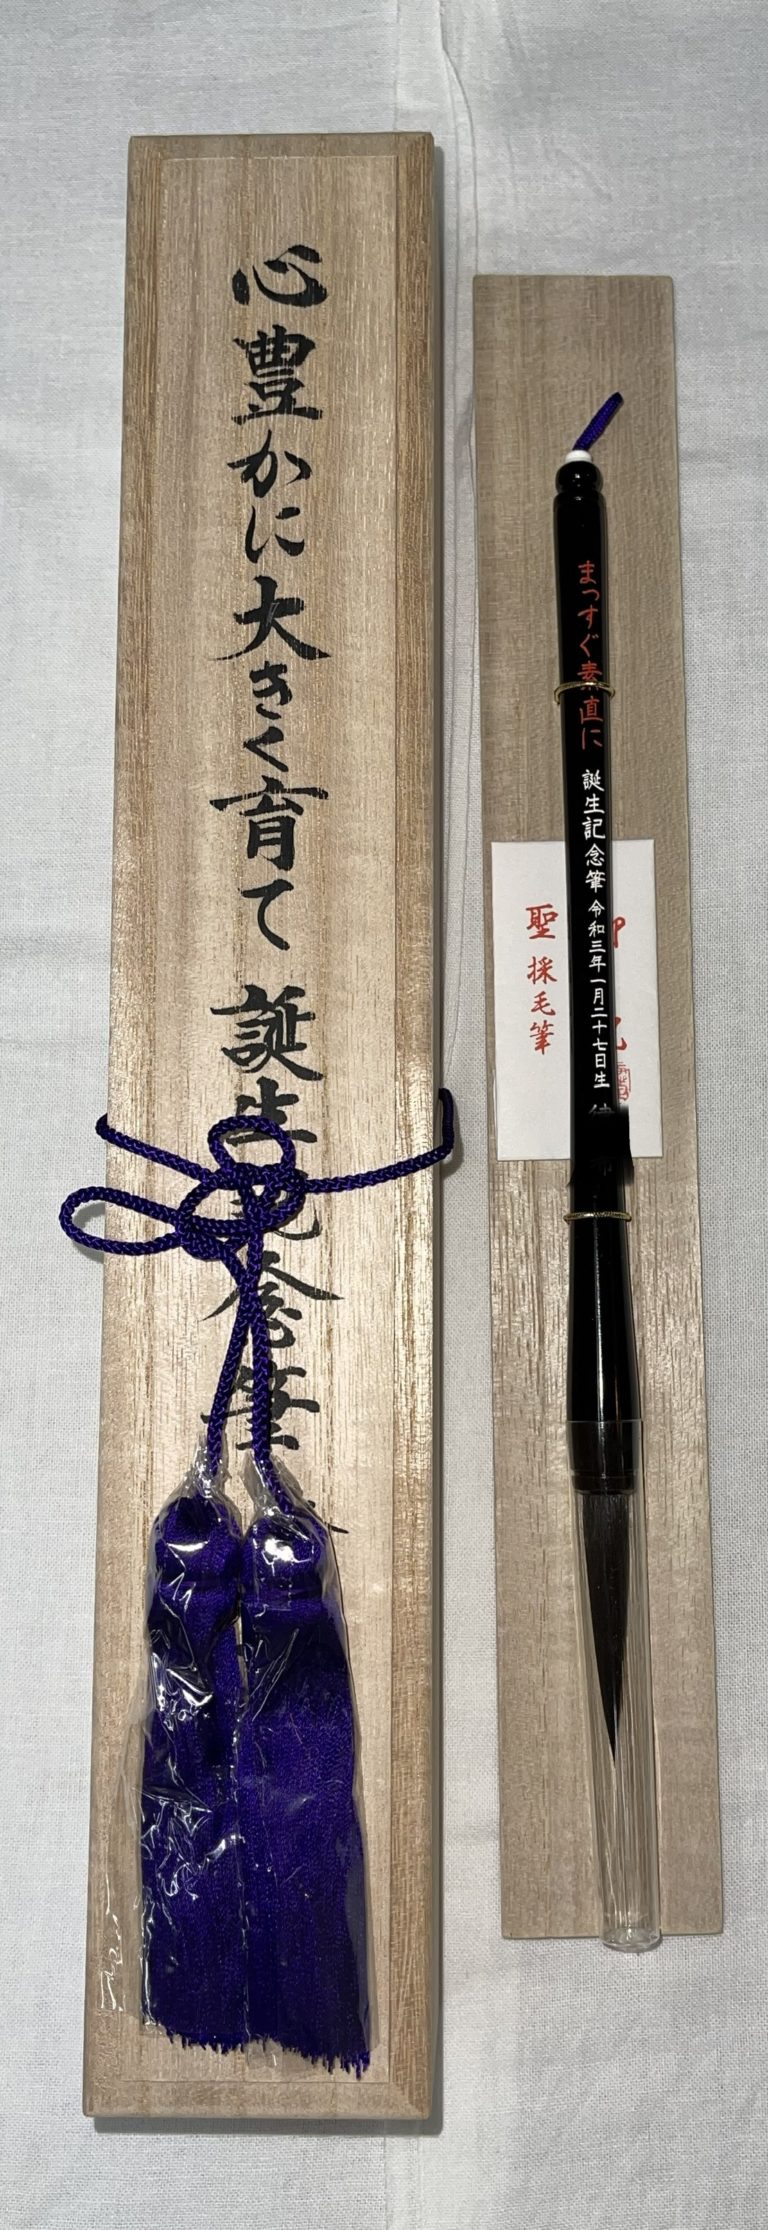 心豊かに大きく育て 誕生記念筆
まっすぐ素直に 誕生記念筆 令和三年一月二十七日生
聖 採毛筆